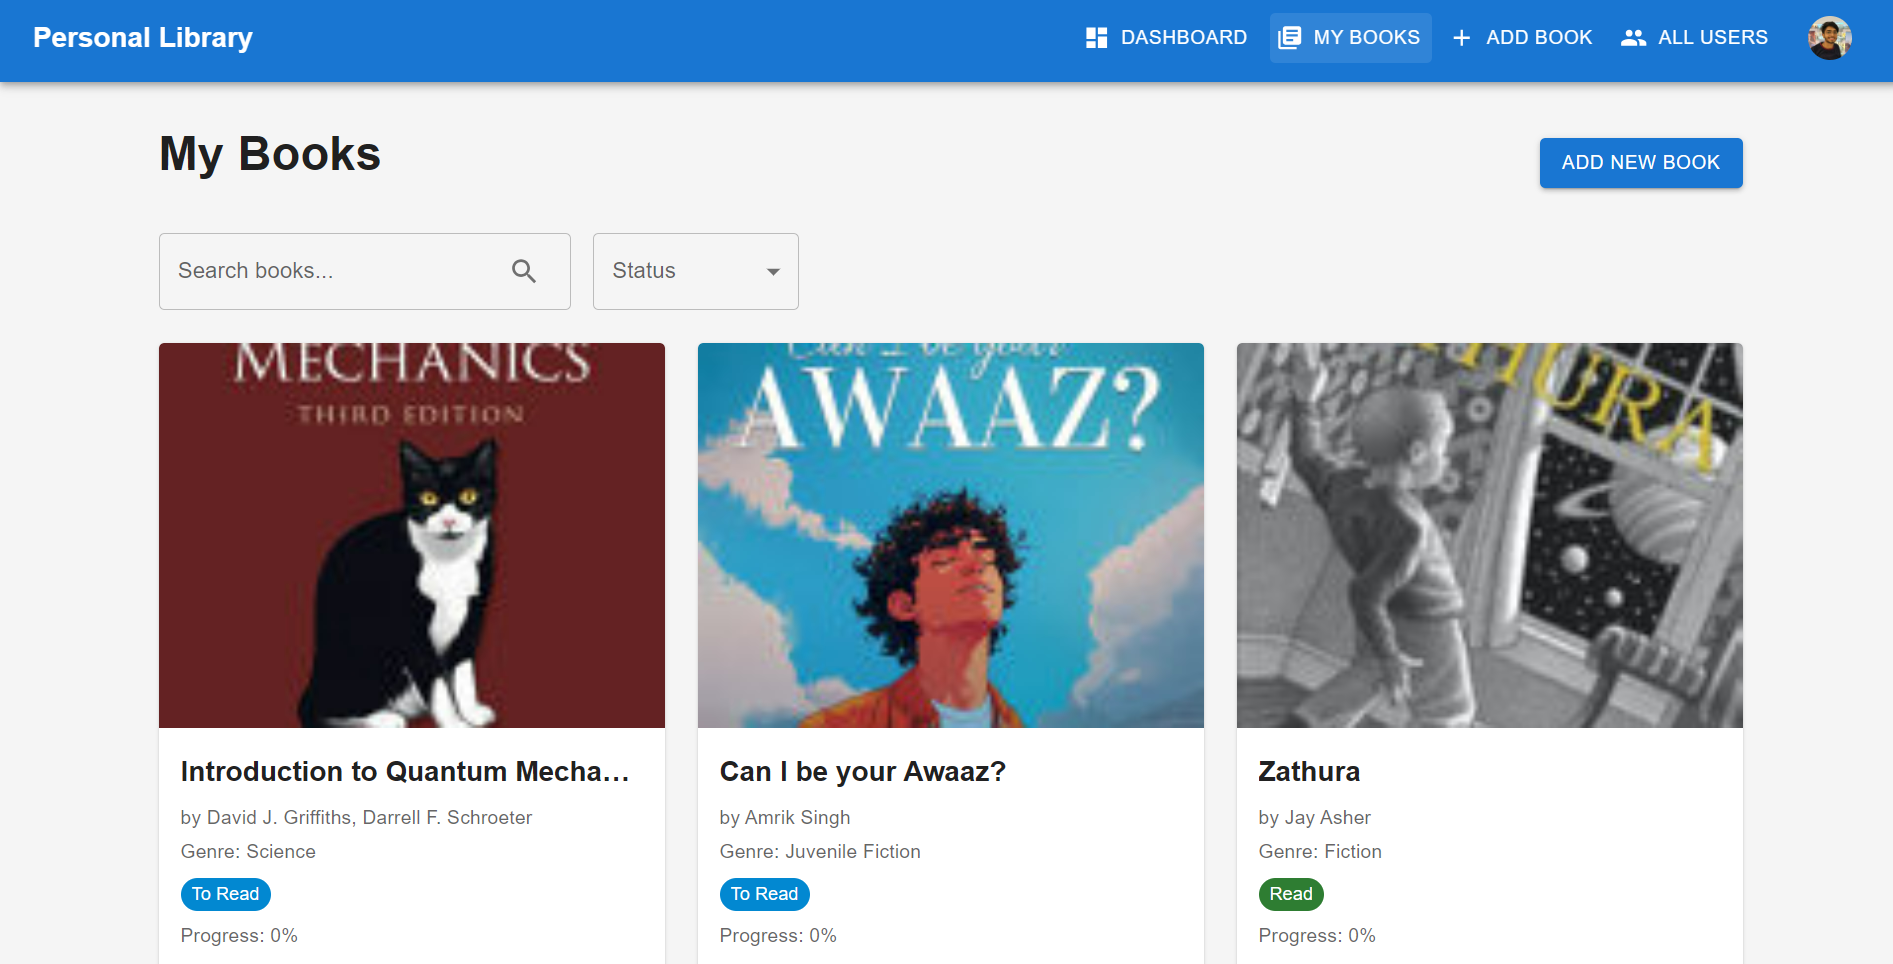 Personal Library
DASHBOARD
MY BOOKS
ADD BOOK
ALL USERS
My Books
ADD NEW BOOK
Search books...
Status
MECHANICS
THIRD EDITION
Can I be your
AWAAZ?
HURA
Introduction to Quantum Mecha...
by David J. Griffiths, Darrell F. Schroeter
Genre: Science
To Read
Progress: 0%
Can I be your Awaaz?
by Amrik Singh
Genre: Juvenile Fiction
To Read
Progress: 0%
Zathura
by Jay Asher
Genre: Fiction
Read
Progress: 0%